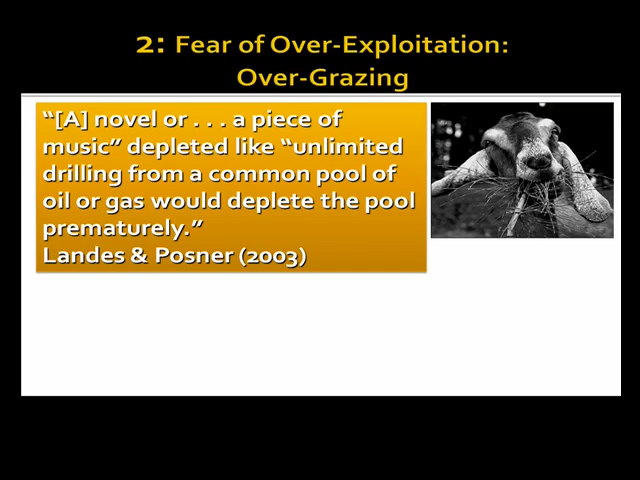 2: Fear of Over-Exploitation:
Over-Grazing
“[A] novel or . . . a piece of
music” depleted like “unlimited
drilling from a common pool of
oil or gas would deplete the pool
prematurely.”
Landes & Posner (2003)